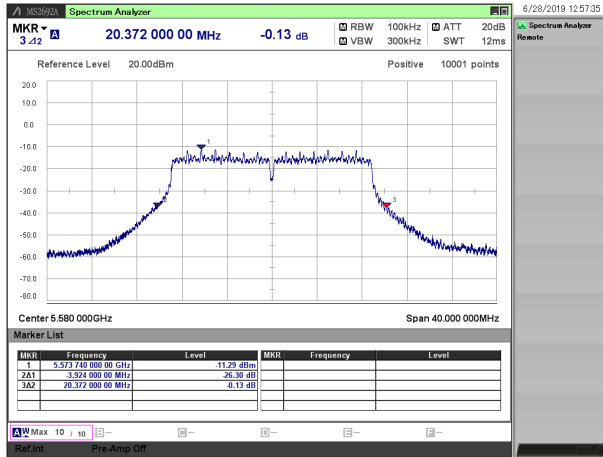 MS2692A Spectrum Analyzer
6/28/2019 12:57:35
MKR A 20.372 000 00 MHz -0.13 dB M RBW 100kHz M ATT 20dB
3 Δ2 M VBW 300kHz SWT 12ms
Spectrum Analyzer
Remote
Reference Level 20.00dBm Positive 10001 points
20.0
10.0
0.0
-10.0
-20.0
-30.0
-40.0
-50.0
-60.0
-70.0
-80.0
1
2
3
Center 5.580 000GHz Span 40.000 000MHz
Marker List
MKR Frequency Level MKR Frequency Level
1 5.573 740 000 00 GHz -11.29 dBm
2Δ1 -3.924 000 00 MHz -26.30 dB
3Δ2 20.372 000 00 MHz -0.13 dB
A W Max 10 / 10 B-- C-- D-- E-- F--
Ref.Int Pre-Amp Off